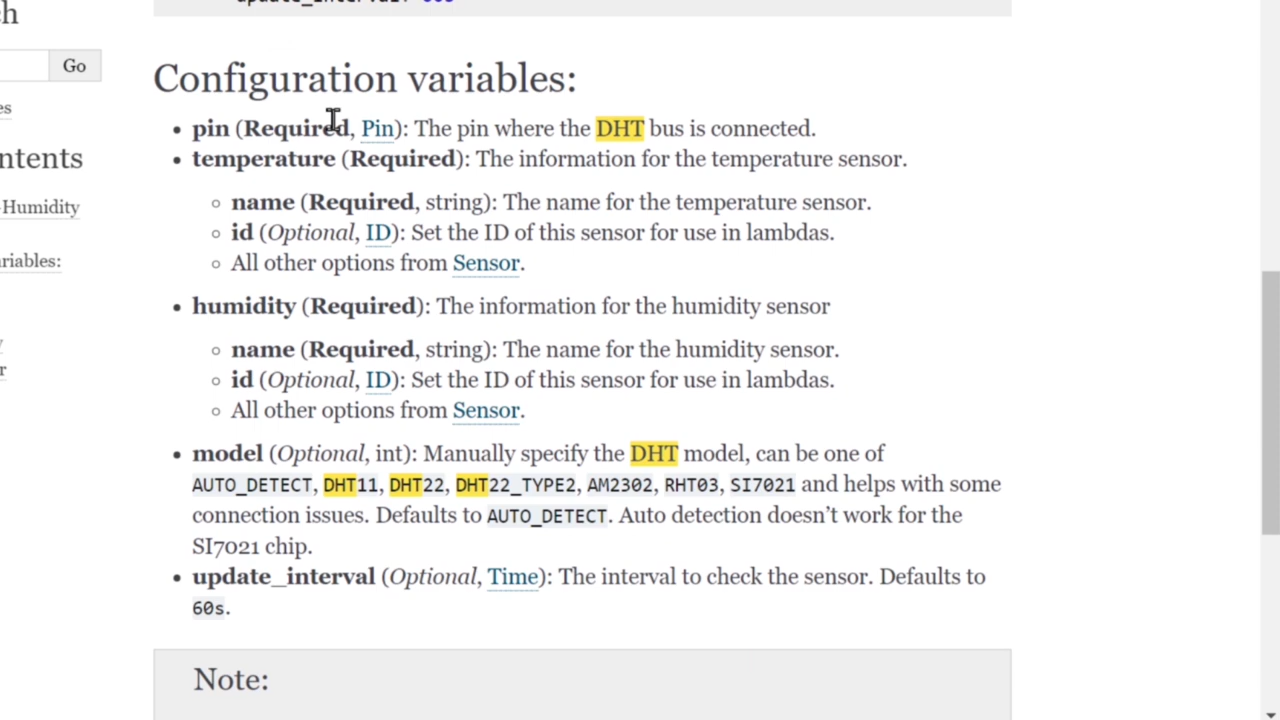 ch
Go
es
ntents
-Humidity
ariables:
r
Configuration variables:
pin (Required, Pin): The pin where the DHT bus is connected.
temperature (Required): The information for the temperature sensor.
name (Required, string): The name for the temperature sensor.
id (Optional, ID): Set the ID of this sensor for use in lambdas.
All other options from Sensor.
humidity (Required): The information for the humidity sensor
name (Required, string): The name for the humidity sensor.
id (Optional, ID): Set the ID of this sensor for use in lambdas.
All other options from Sensor.
model (Optional, int): Manually specify the DHT model, can be one of
AUTO_DETECT, DHT11, DHT22, DHT22_TYPE2, AM2302, RHT03, SI7021 and helps with some
connection issues. Defaults to AUTO_DETECT. Auto detection doesn’t work for the
SI7021 chip.
update_interval (Optional, Time): The interval to check the sensor. Defaults to
60s.
Note: